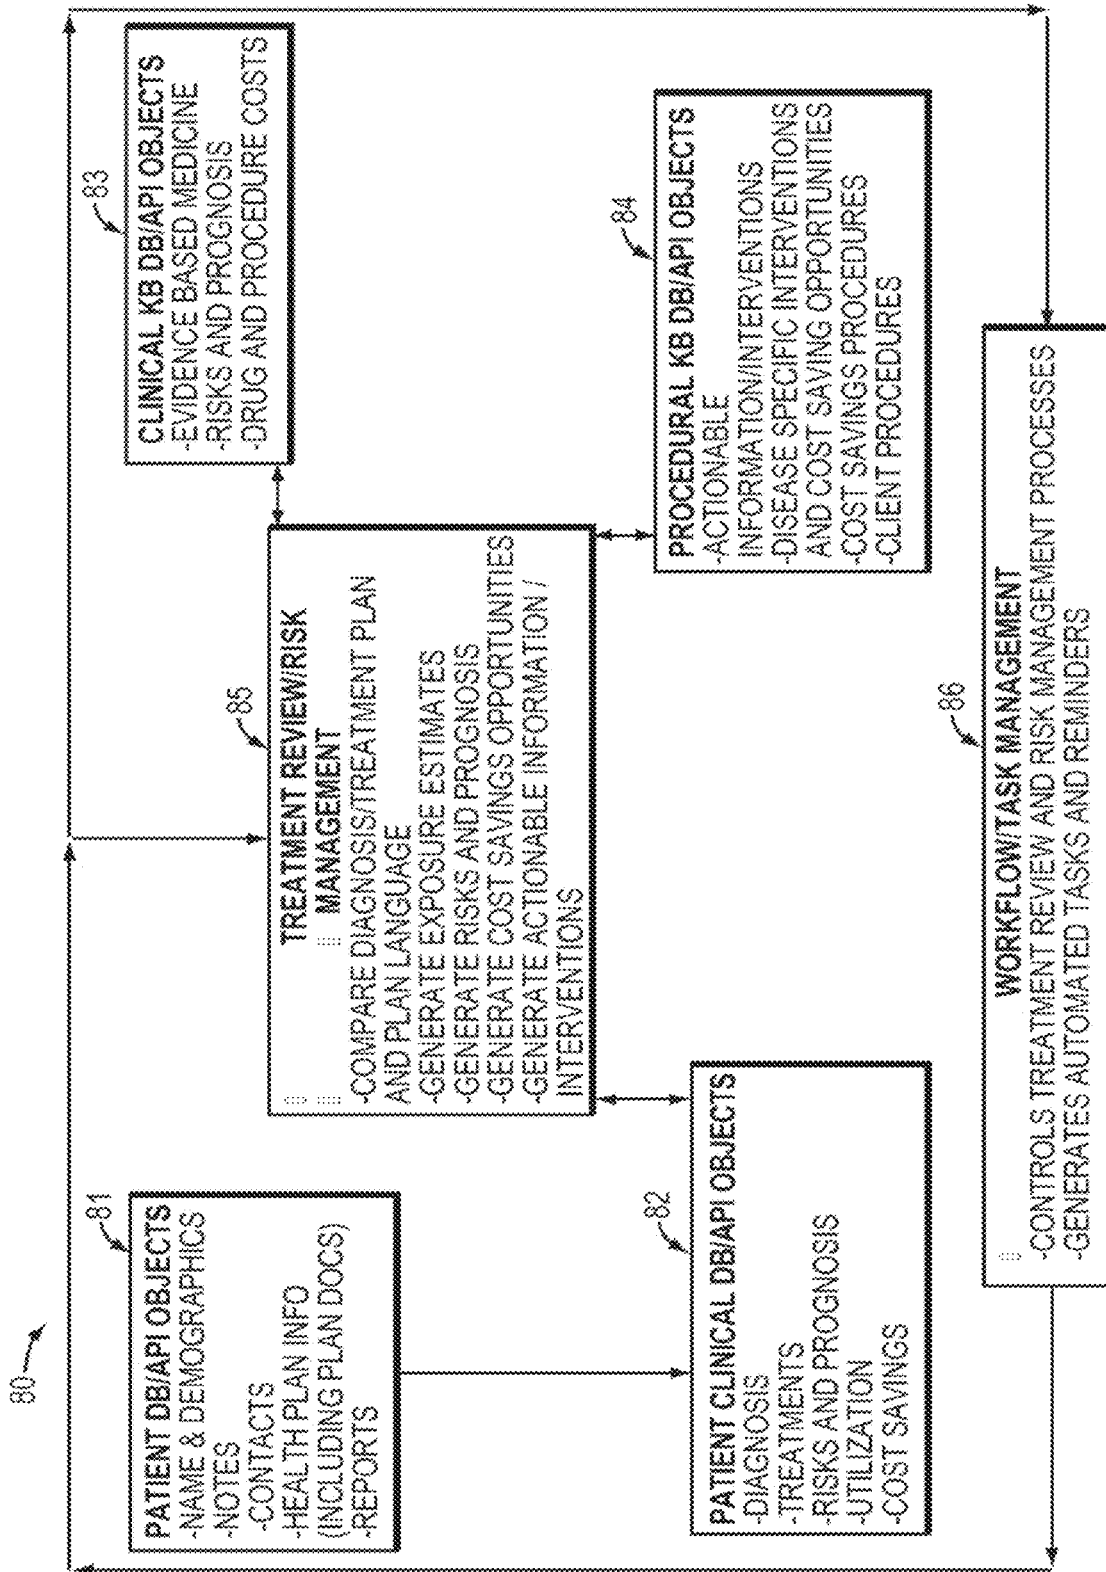 80
81
PATIENT DB/API OBJECTS
-NAME & DEMOGRAPHICS
-NOTES
-CONTACTS
-HEALTH PLAN INFO
(INCLUDING PLAN DOCS)
-REPORTS
82
PATIENT CLINICAL DB/API OBJECTS
-DIAGNOSIS
-TREATMENTS
-RISKS AND PROGNOSIS
-UTILIZATION
-COST SAVINGS
85
TREATMENT REVIEW/RISK
MANAGEMENT
-COMPARE DIAGNOSIS/TREATMENT PLAN
AND PLAN LANGUAGE
-GENERATE EXPOSURE ESTIMATES
-GENERATE RISKS AND PROGNOSIS
-GENERATE COST SAVINGS OPPORTUNITIES
-GENERATE ACTIONABLE INFORMATION /
INTERVENTIONS
83
CLINICAL KB DB/API OBJECTS
-EVIDENCE BASED MEDICINE
-RISKS AND PROGNOSIS
-DRUG AND PROCEDURE COSTS
84
PROCEDURAL KB DB/API OBJECTS
-ACTIONABLE
INFORMATION/INTERVENTIONS
-DISEASE SPECIFIC INTERVENTIONS
AND COST SAVING OPPORTUNITIES
-COST SAVINGS PROCEDURES
-CLIENT PROCEDURES
86
WORKFLOW/TASK MANAGEMENT
-CONTROLS TREATMENT REVIEW AND RISK MANAGEMENT PROCESSES
-GENERATES AUTOMATED TASKS AND REMINDERS